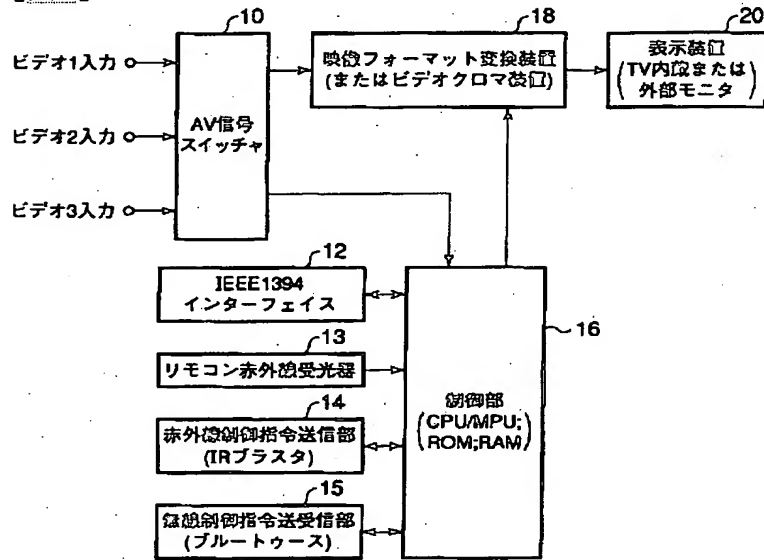 10
18
20
ビデオ1入力
ビデオ2入力
ビデオ3入力
AV信号
スイッチャ
映像フォーマット変換装置
(またはビデオクロマ装置)
表示装置
(TV内蔵または
外部モニタ)
12
IEEE1394
インターフェイス
13
リモコン赤外線受光器
14
赤外線制御指令送信部
(IRブラスタ)
15
無線制御指令送受信部
(ブルートゥース)
16
制御部
(CPU/MPU;
ROM;RAM)